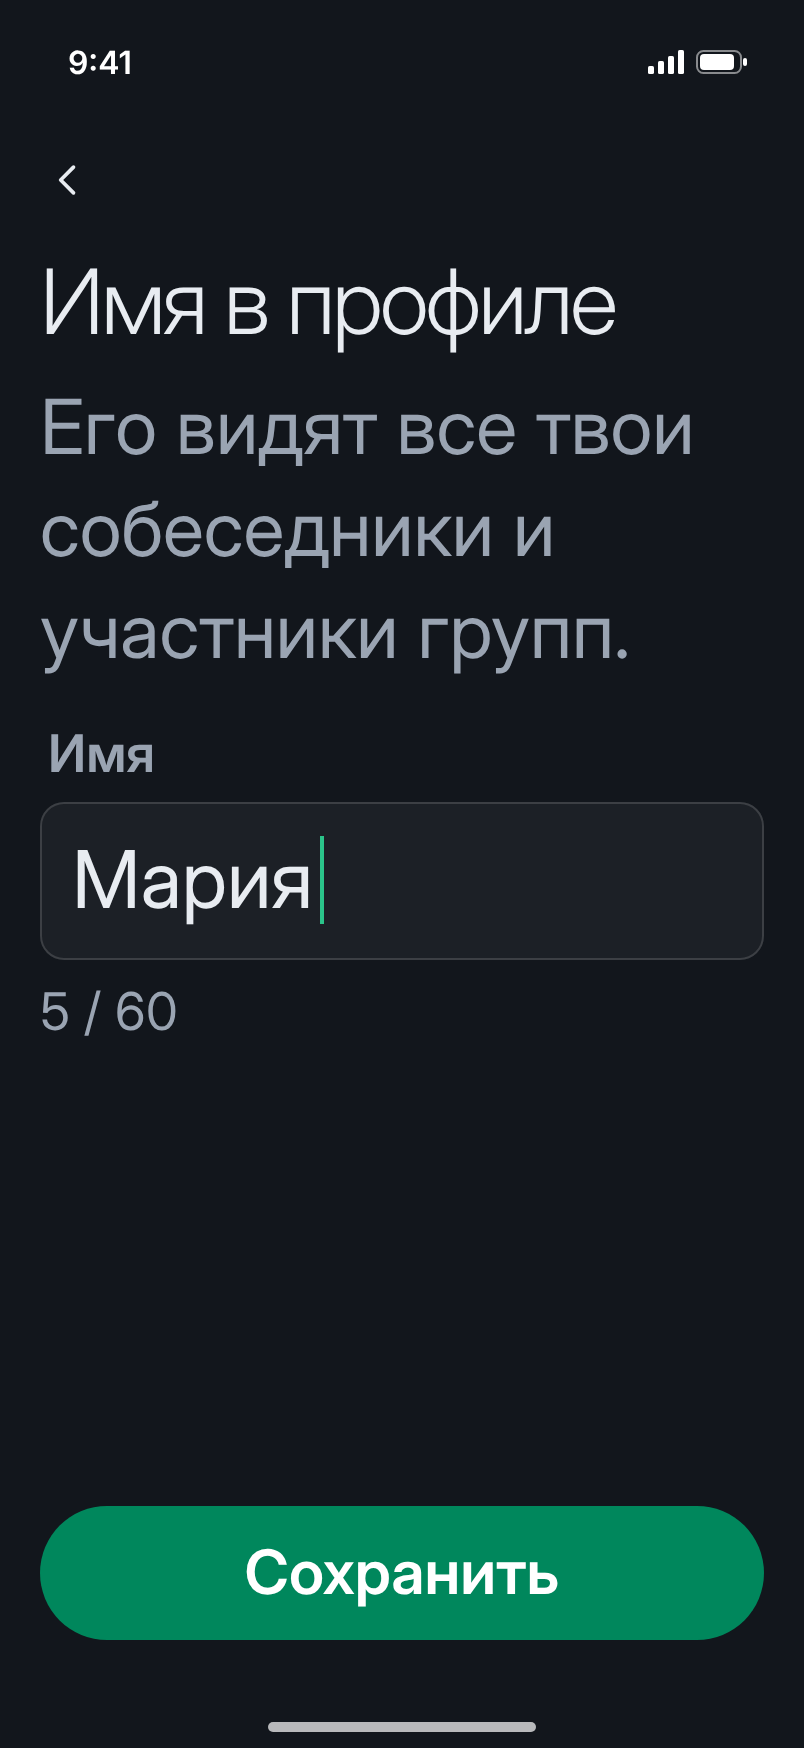 9:41
Имя в профиле
Его видят все твои
собеседники и
участники групп.
Имя
Мария
5 / 60
Сохранить